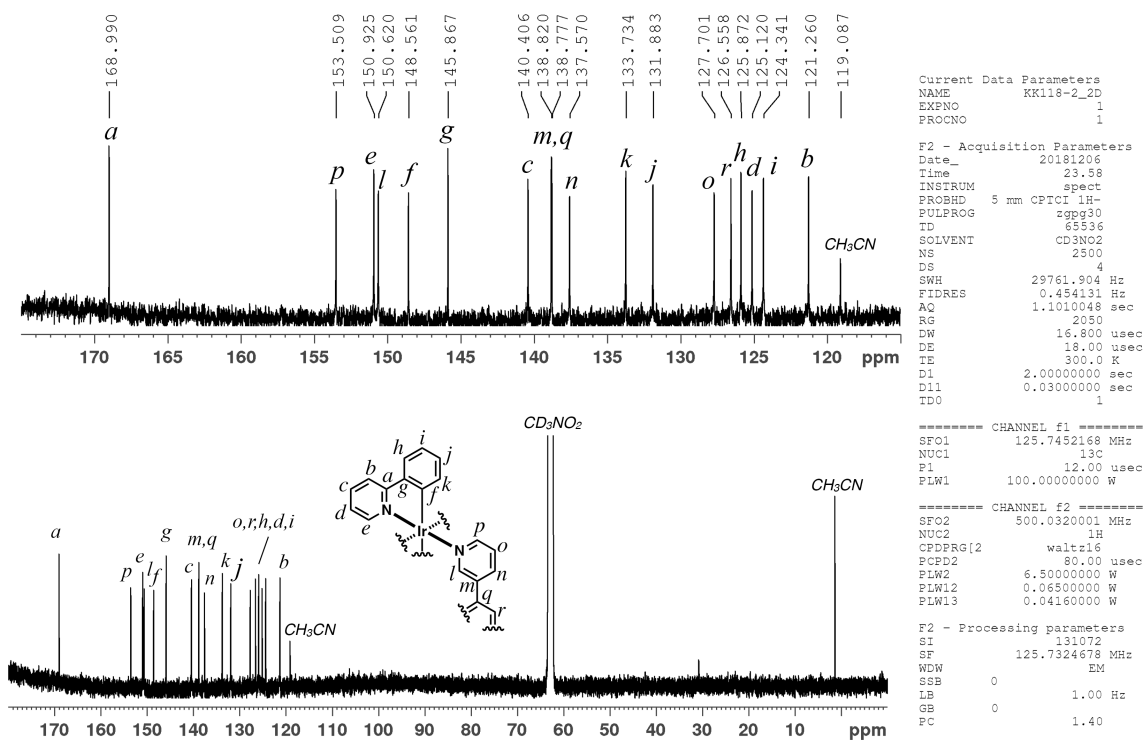 168.990
153.509
150.925
150.620
148.561
145.867
140.406
138.820
138.777
137.570
133.734
131.883
127.701
126.558
125.872
125.120
124.341
121.260
119.087
a
p
e
l
f
g
c
m,q
n
k
j
o
r
h
d
i
b
CH3CN
170 165 160 155 150 145 140 135 130 125 120 ppm
a
p
e
l
f
g
c
m,q
n
k
j
o,r,h,d,i
b
CH3CN
CD3NO2
CH3CN
i
h
j
b
a
c
g
k
f
d
N
e
Ir
p
N
o
l
n
m
q
r
170 160 150 140 130 120 110 100 90 80 70 60 50 40 30 20 10 ppm
Current Data Parameters
NAME KK118-2_2D
EXPNO 1
PROCNO 1
F2 - Acquisition Parameters
Date_ 20181206
Time 23.58
INSTRUM spect
PROBHD 5 mm CPTCI 1H-
PULPROG zgpg30
TD 65536
SOLVENT CD3NO2
NS 2500
DS 4
SWH 29761.904 Hz
FIDRES 0.454131 Hz
AQ 1.1010048 sec
RG 2050
DW 16.800 usec
DE 18.00 usec
TE 300.0 K
D1 2.00000000 sec
D11 0.03000000 sec
TD0 1
======== CHANNEL f1 ========
SFO1 125.7452168 MHz
NUC1 13C
P1 12.00 usec
PLW1 100.00000000 W
======== CHANNEL f2 ========
SFO2 500.0320001 MHz
NUC2 1H
CPDPRG[2 waltz16
PCPD2 80.00 usec
PLW2 6.50000000 W
PLW12 0.06500000 W
PLW13 0.04160000 W
F2 - Processing parameters
SI 131072
SF 125.7324678 MHz
WDW EM
SSB 0
LB 1.00 Hz
GB 0
PC 1.40